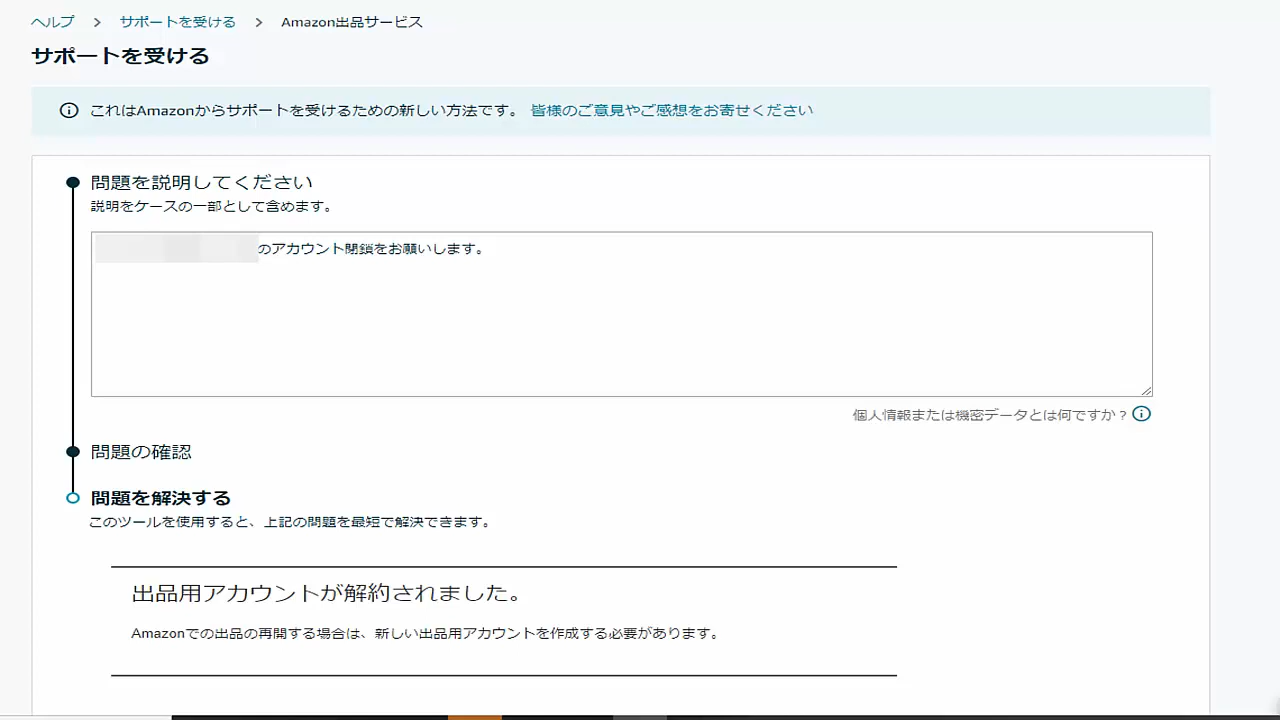 ヘルプ > サポートを受ける > Amazon出品サービス
サポートを受ける
これはAmazonからサポートを受けるための新しい方法です。 皆様のご意見やご感想をお寄せください
問題を説明してください
説明をケースの一部として含めます。
のアカウント閉鎖をお願いします。
個人情報または機密データとは何ですか?
問題の確認
問題を解決する
このツールを使用すると、上記の問題を最短で解決できます。
出品用アカウントが解約されました。
Amazonでの出品の再開する場合は、新しい出品用アカウントを作成する必要があります。